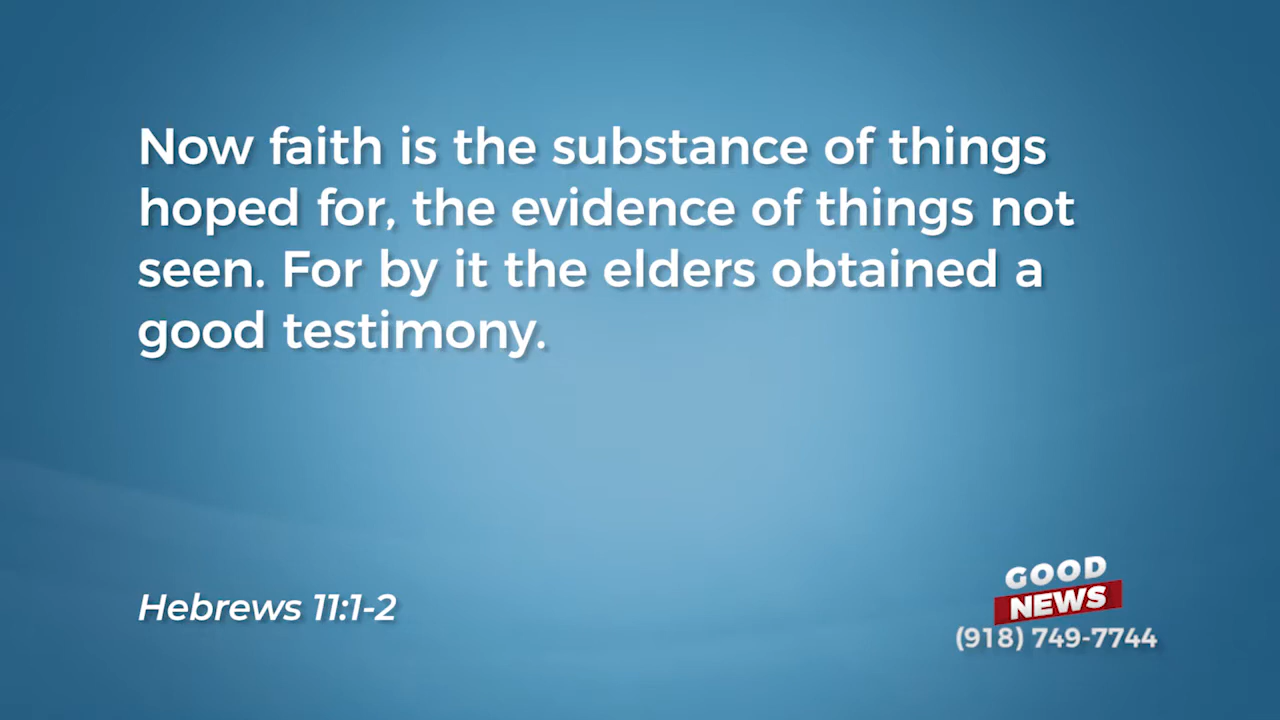 Now faith is the substance of things
hoped for, the evidence of things not
seen. For by it the elders obtained a
good testimony.
Hebrews 11:1-2
GOOD
NEWS
(918) 749-7744